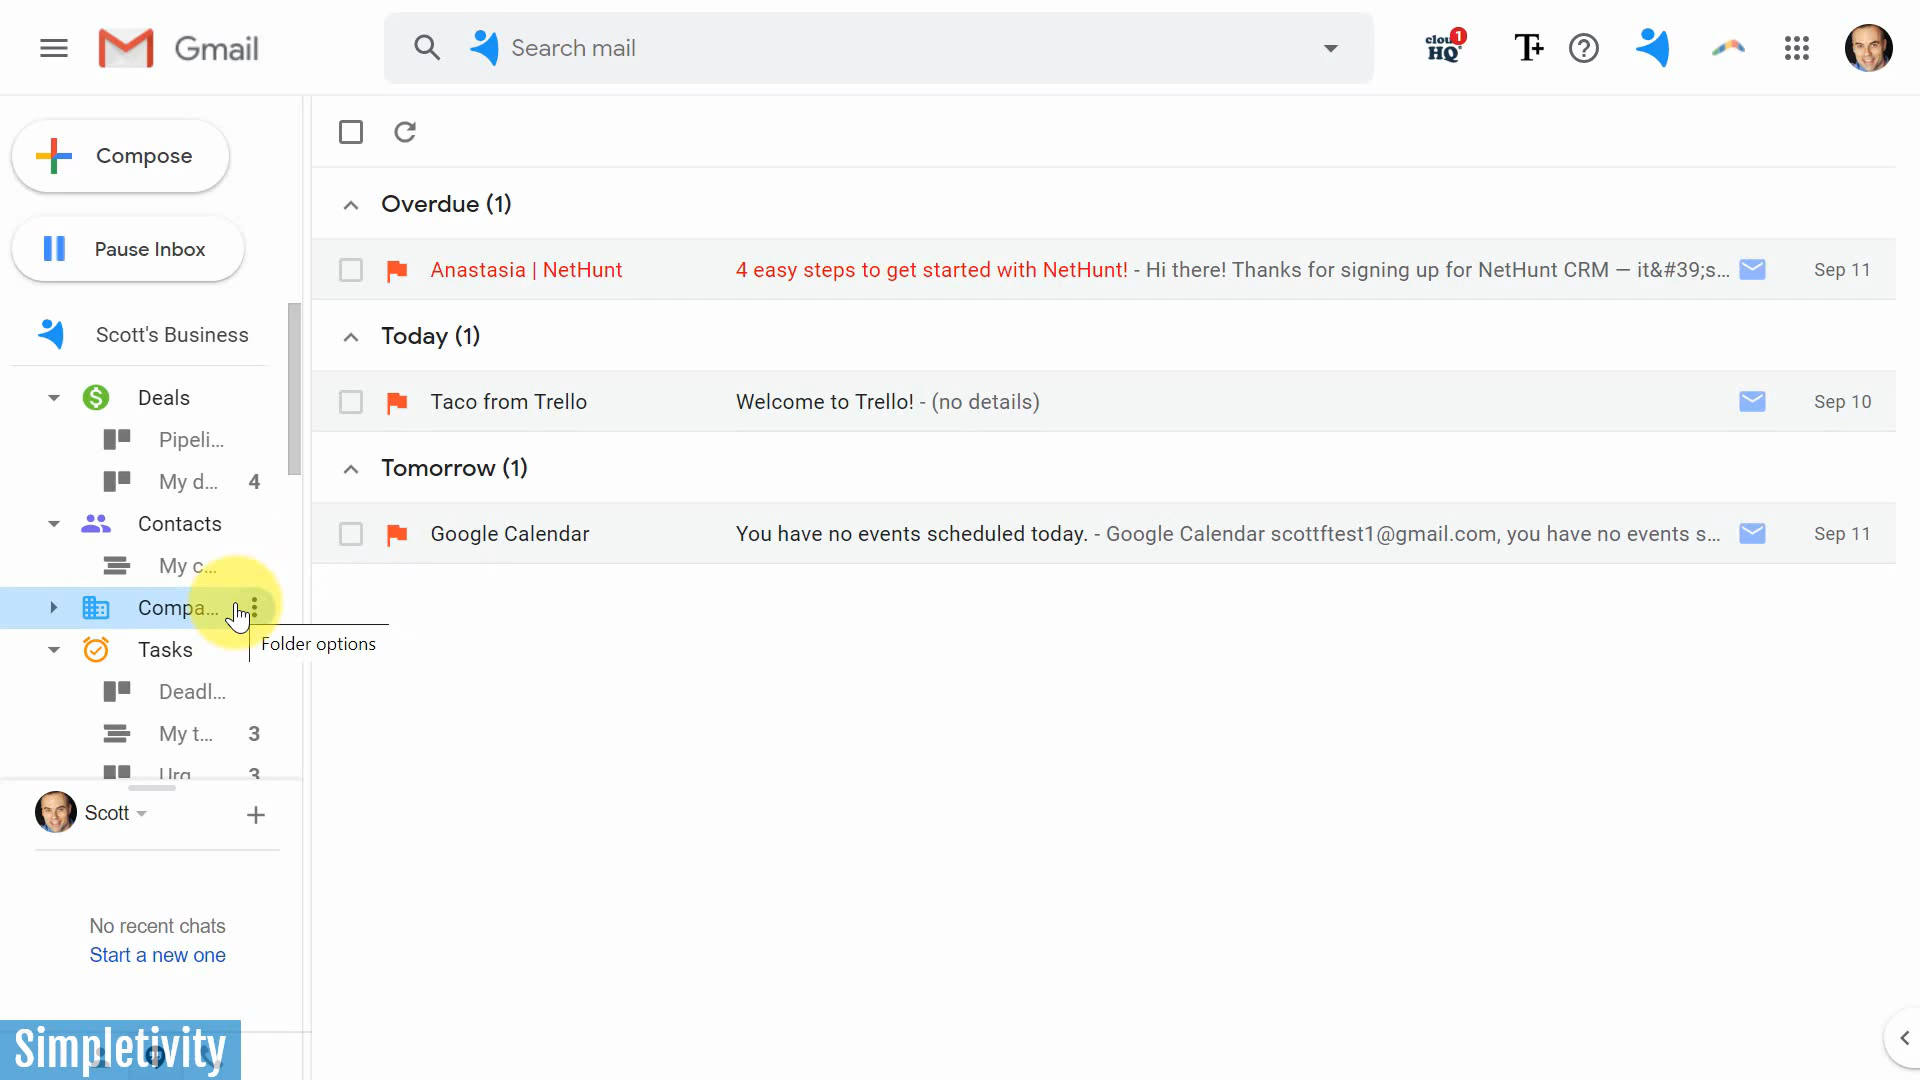 Gmail
Search mail
cloud
HQ
1
T+
Compose
Pause Inbox
Scott's Business
Deals
Pipeli...
My d... 4
Contacts
My c...
Compa...
Folder options
Tasks
Deadl...
My t... 3
Urg 3
Scott
No recent chats
Start a new one
Simpletivity
Overdue (1)
Anastasia | NetHunt 4 easy steps to get started with NetHunt! - Hi there! Thanks for signing up for NetHunt CRM — it&#39;s... Sep 11
Today (1)
Taco from Trello Welcome to Trello! - (no details) Sep 10
Tomorrow (1)
Google Calendar You have no events scheduled today. - Google Calendar scottftest1@gmail.com, you have no events s... Sep 11